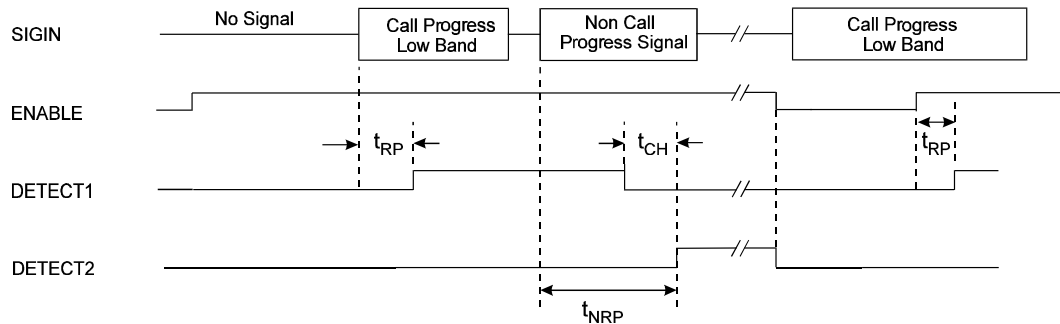 SIGIN
No Signal
Call Progress
Low Band
Non Call
Progress Signal
Call Progress
Low Band
ENABLE
tRP
tCH
tRP
DETECT1
DETECT2
tNRP